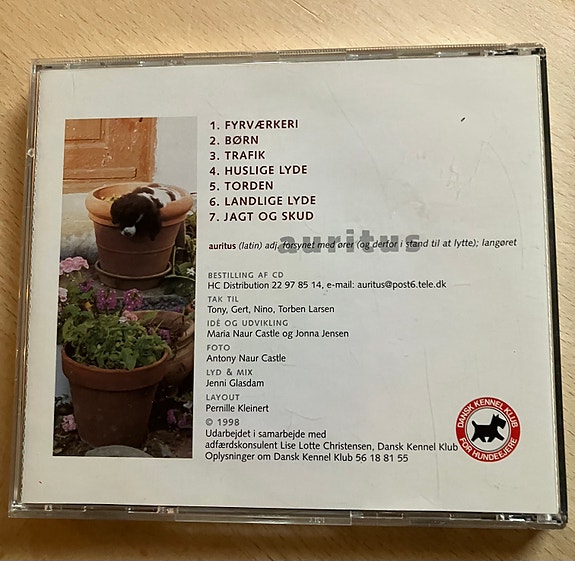 1. FYRVÆRKERI
2. BØRN
3. TRAFIK
4. HUSLIGE LYDE
5. TORDEN
6. LANDLIGE LYDE
7. JAGT OG SKUD
auritus
auritus (latin) adj. forsynet med ører (og derfor i stand til at lytte); langøret
BESTILLING AF CD
HC Distribution 22 97 85 14, e-mail: auritus@post6.tele.dk
TAK TIL
Tony, Gert, Nino, Torben Larsen
IDÉ OG UDVIKLING
Maria Naur Castle og Jonna Jensen
FOTO
Antony Naur Castle
LYD & MIX
Jenni Glasdam
LAYOUT
Pernille Kleinert
© 1998
Udarbejdet i samarbejde med
adfærdskonsulent Lise Lotte Christensen, Dansk Kennel Klub
Oplysninger om Dansk Kennel Klub 56 18 81 55
DANSK KENNEL KLUB
FOR HUNDEEJERE